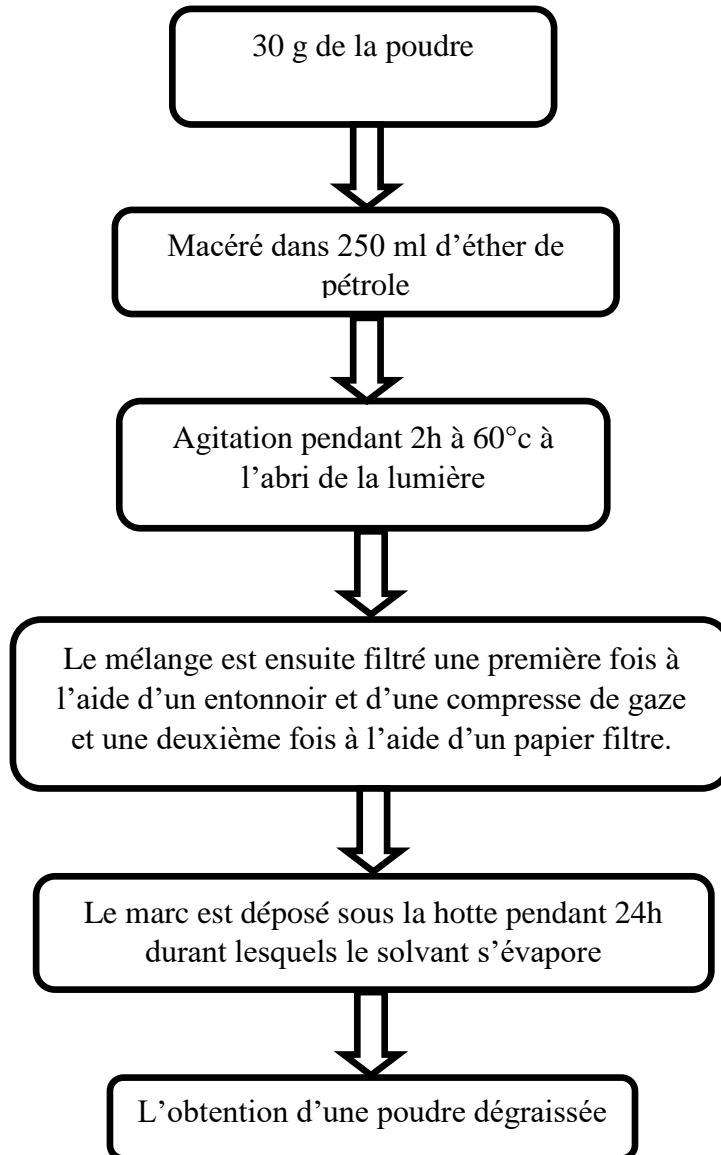 30 g de la poudre
Macéré dans 250 ml d’éther de
pétrole
Agitation pendant 2h à 60°c à
l’abri de la lumière
Le mélange est ensuite filtré une première fois à
l’aide d’un entonnoir et d’une compresse de gaze
et une deuxième fois à l’aide d’un papier filtre.
Le marc est déposé sous la hotte pendant 24h
durant lesquels le solvant s’évapore
L’obtention d’une poudre dégraissée